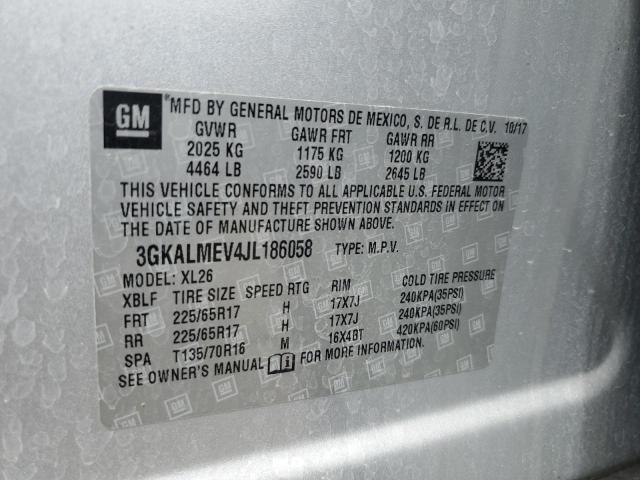 GM
MFD BY GENERAL MOTORS DE MEXICO, S. DE R.L. DE C.V. 10/17
GVWR GAWR FRT GAWR RR
2025 KG 1175 KG 1200 KG
4464 LB 2590 LB 2645 LB
THIS VEHICLE CONFORMS TO ALL APPLICABLE U.S. FEDERAL MOTOR
VEHICLE SAFETY AND THEFT PREVENTION STANDARDS IN EFFECT ON
THE DATE OF MANUFACTURE SHOWN ABOVE.
3GKALMEV4JL186058 TYPE: M.P.V.
MODEL: XL26
XBLF TIRE SIZE SPEED RTG RIM COLD TIRE PRESSURE
FRT 225/65R17 H 17X7J 240KPA(35PSI)
RR 225/65R17 H 17X7J 240KPA(35PSI)
SPA T135/70R16 M 16X4BT 420KPA(60PSI)
SEE OWNER'S MANUAL FOR MORE INFORMATION.